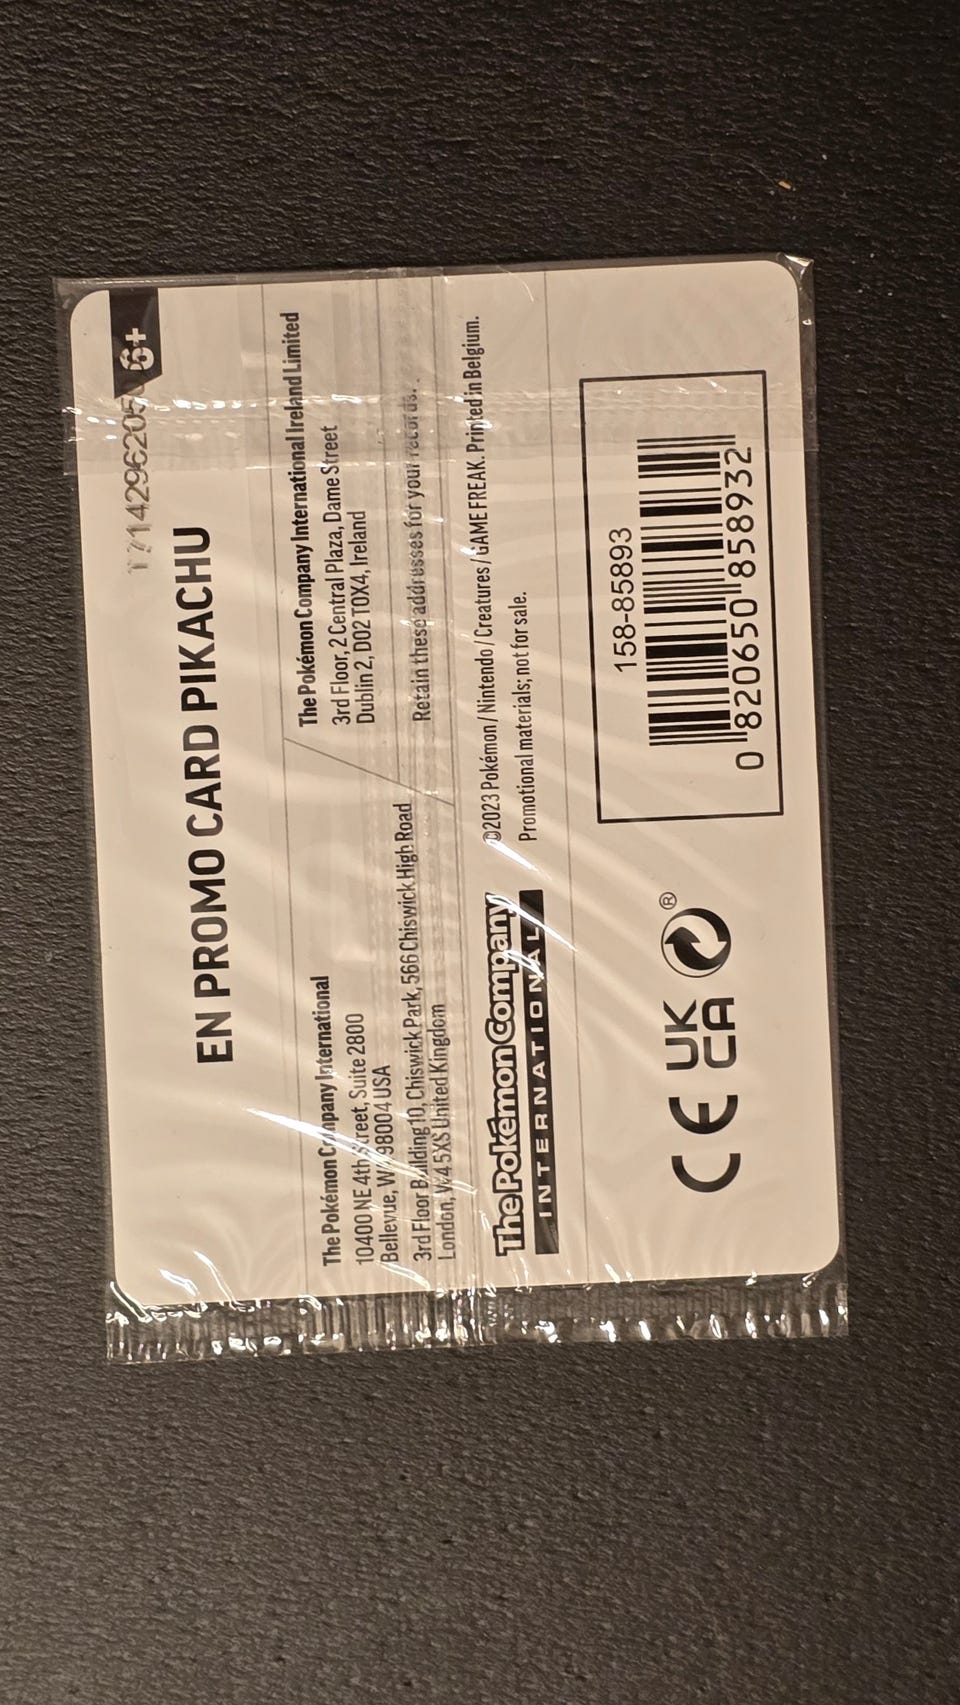 6+
EN PROMO CARD PIKACHU
The Pokémon Company International
10400 NE 4th Street, Suite 2800
Bellevue, WA 98004 USA
3rd Floor Building 10, Chiswick Park, 566 Chiswick High Road
London, W4 5XS United Kingdom
The Pokémon Company International Ireland Limited
3rd Floor, 2 Central Plaza, Dame Street
Dublin 2, D02 T0X4, Ireland
Retain these addresses for your records.
The Pokémon Company
INTERNATIONAL
©2023 Pokémon / Nintendo / Creatures / GAME FREAK. Printed in Belgium.
Promotional materials; not for sale.
CE UK
CA
®
158-85893
0 820650 858932